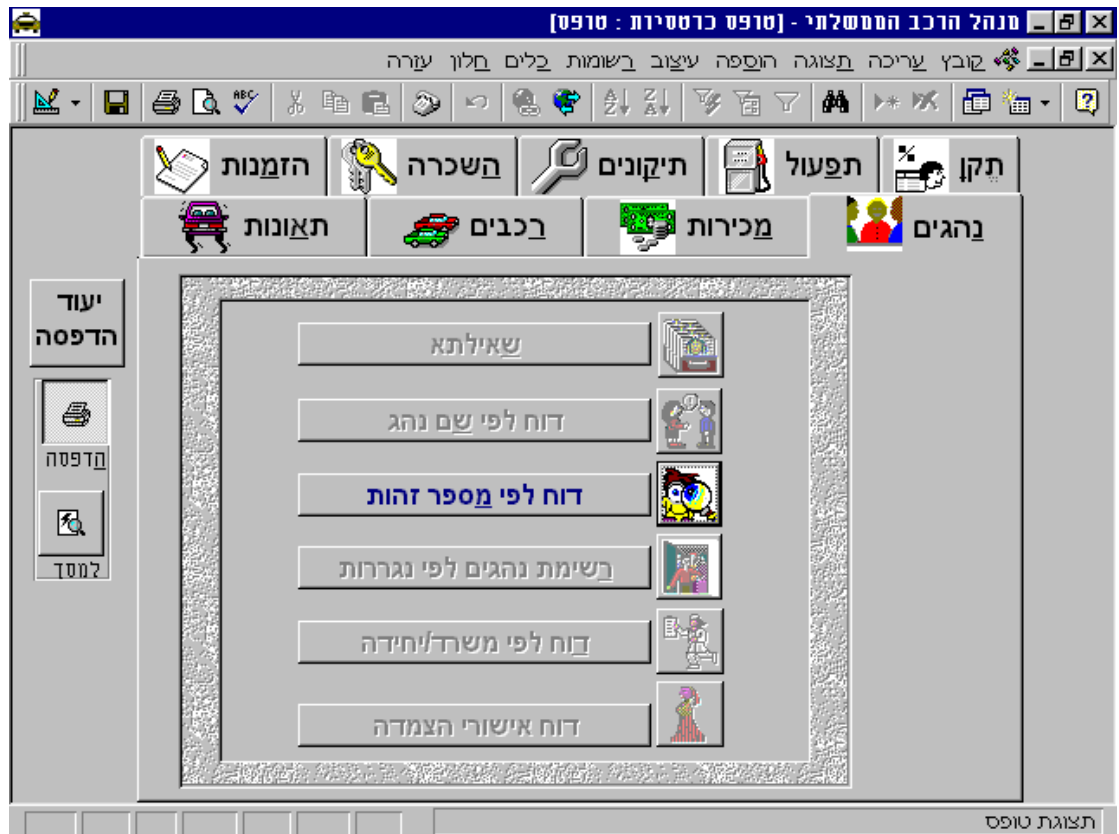 מנהל הרכב הממשלתי - [טופס כרטסיות : טופס]
קובץ עריכה תצוגה הוספה עיצוב רשומות כלים חלון עזרה
תקן תפעול תיקונים השכרה הזמנות
נהגים מכירות רכבים תאונות
יעוד
הדפסה
הדפסה
למסך
שאילתא
דוח לפי שם נהג
דוח לפי מספר זהות
רשימת נהגים לפי נגררות
דוח לפי משרד/יחידה
דוח אישורי הצמדה
תצוגת טופס